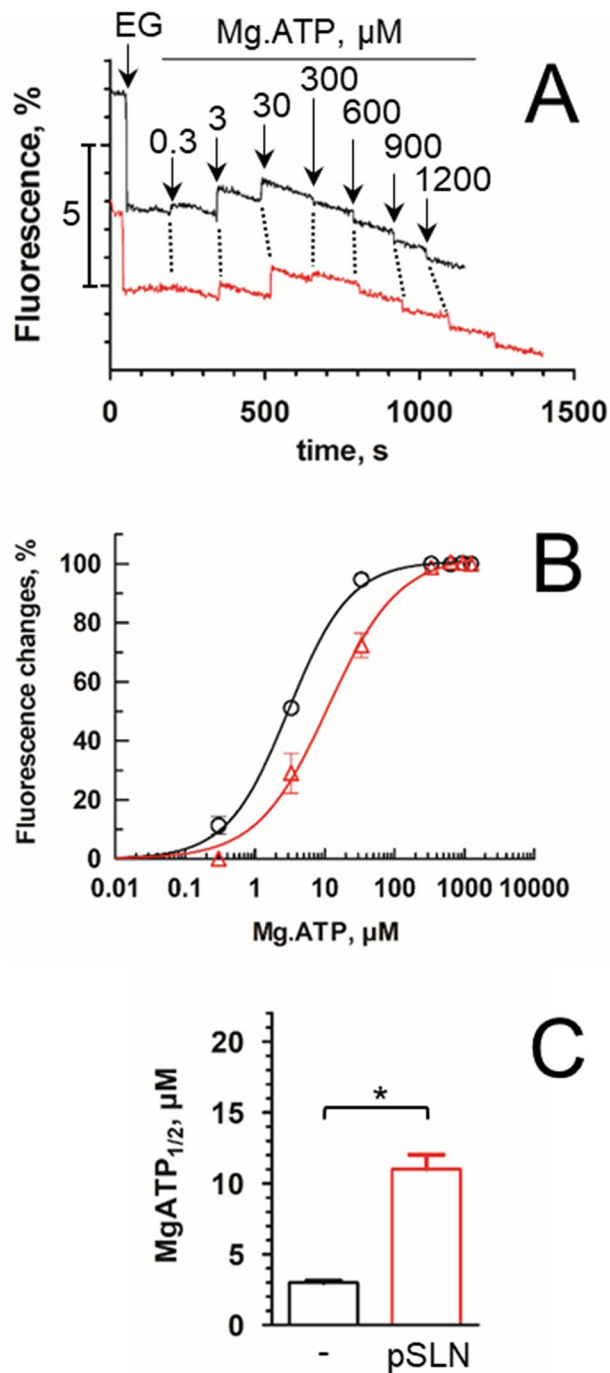 EG
Mg.ATP, µM
A
0.3 3 30 300 600 900 1200
Fluorescence, %
5
0 500 1000 1500
time, s
B
Fluorescence changes, %
100
80
60
40
20
0
0.01 0.1 1 10 100 1000 10000
Mg.ATP, µM
C
MgATP1/2, µM
20
15
10
5
0
*
- pSLN